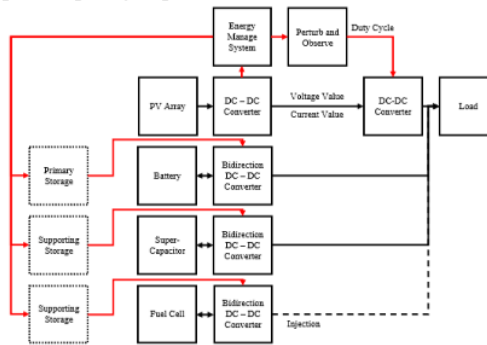 Energy
Manage
System
Perturb and
Observe
Duty Cycle
PV Array
DC – DC
Converter
Voltage Value
Current Value
DC-DC
Converter
Load
Primary
Storage
Battery
Bidirection
DC – DC
Converter
Supporting
Storage
Super-
Capacitor
Bidirection
DC – DC
Converter
Supporting
Storage
Fuel Cell
Bidirection
DC – DC
Converter
Injection